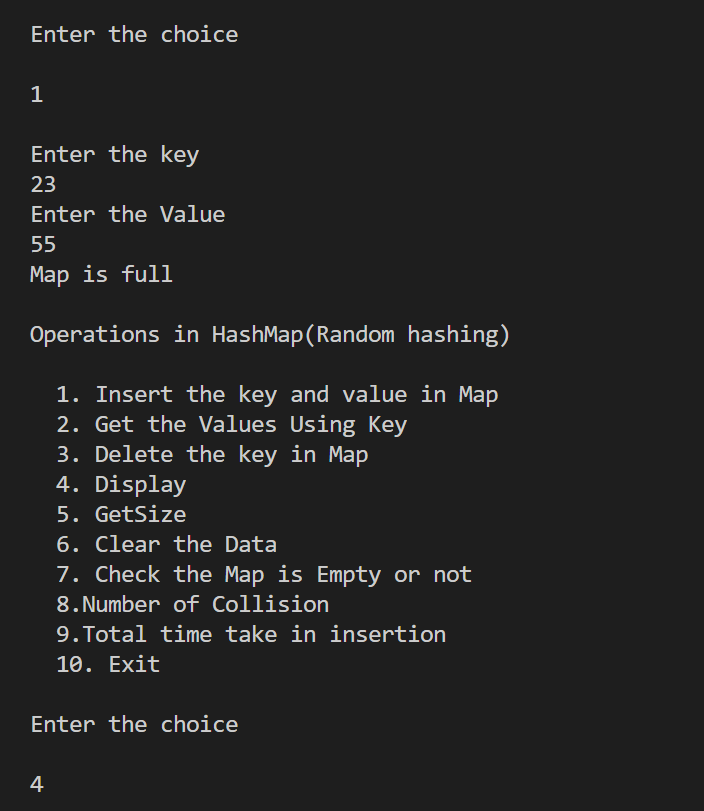 Enter the choice
1
Enter the key
23
Enter the Value
55
Map is full
Operations in HashMap(Random hashing)
1. Insert the key and value in Map
2. Get the Values Using Key
3. Delete the key in Map
4. Display
5. GetSize
6. Clear the Data
7. Check the Map is Empty or not
8.Number of Collision
9.Total time take in insertion
10. Exit
Enter the choice
4